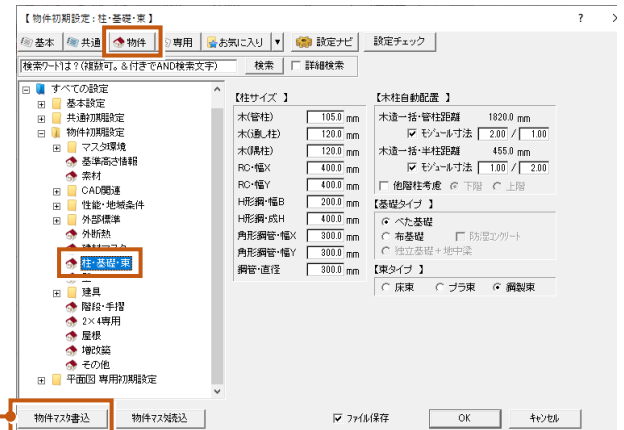 【 物件初期設定：柱・基礎・束 】
?
基本
共通
物件
専用
お気に入り
設定ナビ
設定チェック
検索ワードは？(複数可。＆付きでAND検索文字)
検索
詳細検索
すべての設定
基本設定
共通初期設定
物件初期設定
マスタ環境
基準高さ情報
素材
CAD関連
性能・地域条件
外部標準
外断熱
柱・基礎・束
建具
階段・手摺
2×4専用
屋根
増改築
その他
平面図 専用初期設定
【柱サイズ 】
木(管柱) 105.0 mm
木(通し柱) 120.0 mm
木(隅柱) 120.0 mm
RC・幅X 400.0 mm
RC・幅Y 400.0 mm
H形鋼・幅B 200.0 mm
H形鋼・成H 400.0 mm
角形鋼管・幅X 300.0 mm
角形鋼管・幅Y 300.0 mm
鋼管・直径 300.0 mm
【木柱自動配置 】
木造一括・管柱距離 1820.0 mm
モジュール寸法 2.00 / 1.00
木造一括・半柱距離 455.0 mm
モジュール寸法 1.00 / 2.00
他階柱考慮 下階 上階
【基礎タイプ 】
べた基礎
布基礎 防湿コンクリート
独立基礎＋地中梁
【束タイプ 】
床束 プラ束 鋼製束
物件マスタ書込
物件マスタ読込
ファイル保存
OK
キャンセル